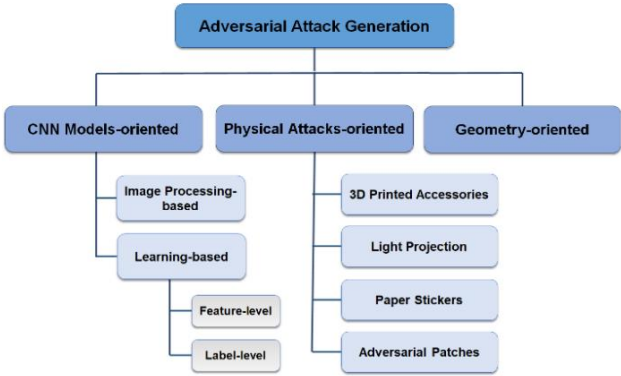 Adversarial Attack Generation
CNN Models-oriented
Physical Attacks-oriented
Geometry-oriented
Image Processing-
based
Learning-based
Feature-level
Label-level
3D Printed Accessories
Light Projection
Paper Stickers
Adversarial Patches